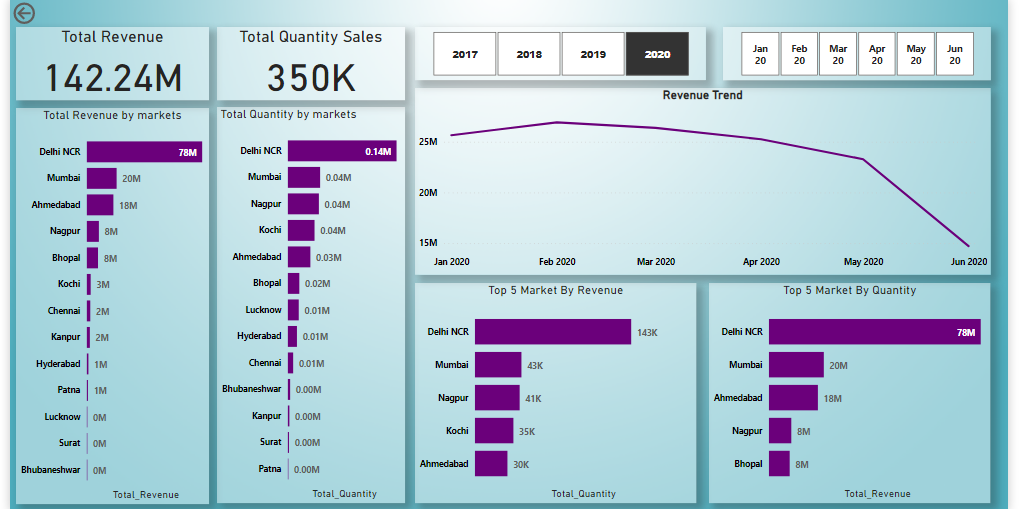 Total Revenue
142.24M
Total Quantity Sales
350K
2017 2018 2019 2020
Jan 20 Feb 20 Mar 20 Apr 20 May 20 Jun 20
Total Revenue by markets
Delhi NCR 78M
Mumbai 20M
Ahmedabad 18M
Nagpur 8M
Bhopal 8M
Kochi 3M
Chennai 2M
Kanpur 2M
Hyderabad 1M
Patna 1M
Lucknow 0M
Surat 0M
Bhubaneshwar 0M
Total_Revenue
Total Quantity by markets
Delhi NCR 0.14M
Mumbai 0.04M
Nagpur 0.04M
Kochi 0.04M
Ahmedabad 0.03M
Bhopal 0.02M
Lucknow 0.01M
Hyderabad 0.01M
Chennai 0.01M
Bhubaneshwar 0.00M
Kanpur 0.00M
Surat 0.00M
Patna 0.00M
Total_Quantity
Revenue Trend
25M
20M
15M
Jan 2020 Feb 2020 Mar 2020 Apr 2020 May 2020 Jun 2020
Top 5 Market By Revenue
Delhi NCR 143K
Mumbai 43K
Nagpur 41K
Kochi 35K
Ahmedabad 30K
Total_Quantity
Top 5 Market By Quantity
Delhi NCR 78M
Mumbai 20M
Ahmedabad 18M
Nagpur 8M
Bhopal 8M
Total_Revenue